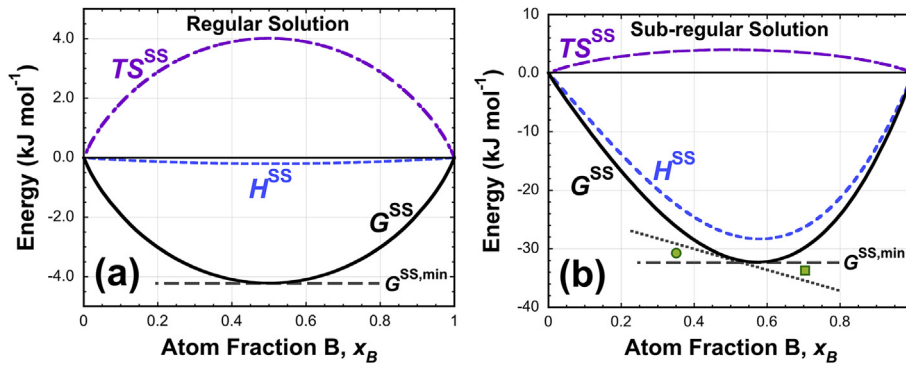 Regular Solution
TS^SS
H^SS
G^SS
G^SS,min
(a)
4.0
2.0
0.0
-2.0
-4.0
0 0.2 0.4 0.6 0.8 1
Energy (kJ mol⁻¹)
Atom Fraction B, x_B
Sub-regular Solution
TS^SS
H^SS
G^SS
G^SS,min
(b)
10
0
-10
-20
-30
-40
0.0 0.2 0.4 0.6 0.8
Energy (kJ mol⁻¹)
Atom Fraction B, x_B